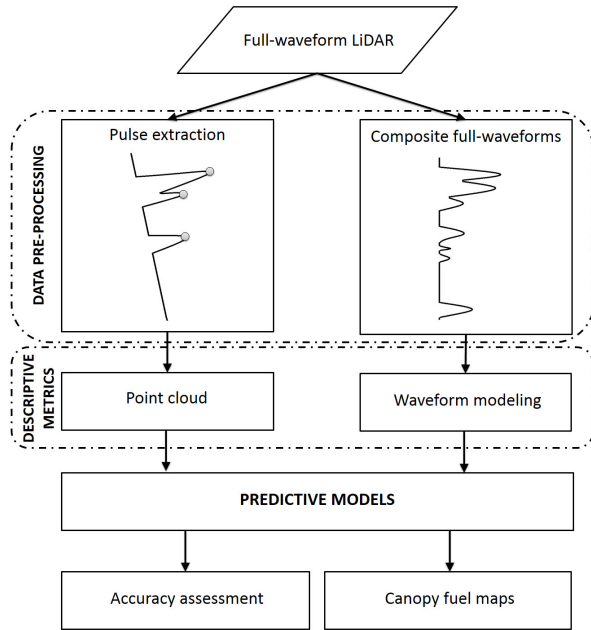 Full-waveform LiDAR
DATA PRE-PROCESSING
Pulse extraction
Composite full-waveforms
DESCRIPTIVE
METRICS
Point cloud
Waveform modeling
PREDICTIVE MODELS
Accuracy assessment
Canopy fuel maps